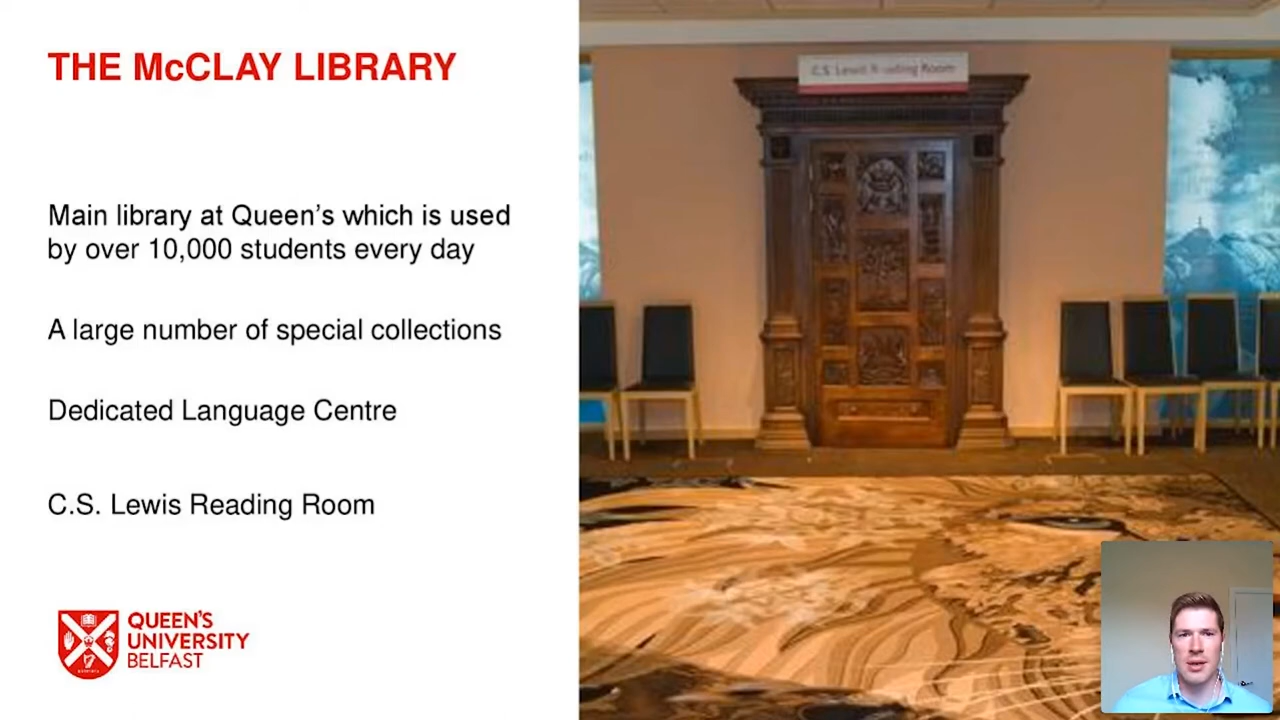 THE McCLAY LIBRARY
Main library at Queen's which is used
by over 10,000 students every day
A large number of special collections
Dedicated Language Centre
C.S. Lewis Reading Room
QUEEN'S
UNIVERSITY
BELFAST
C.S. Lewis Reading Room